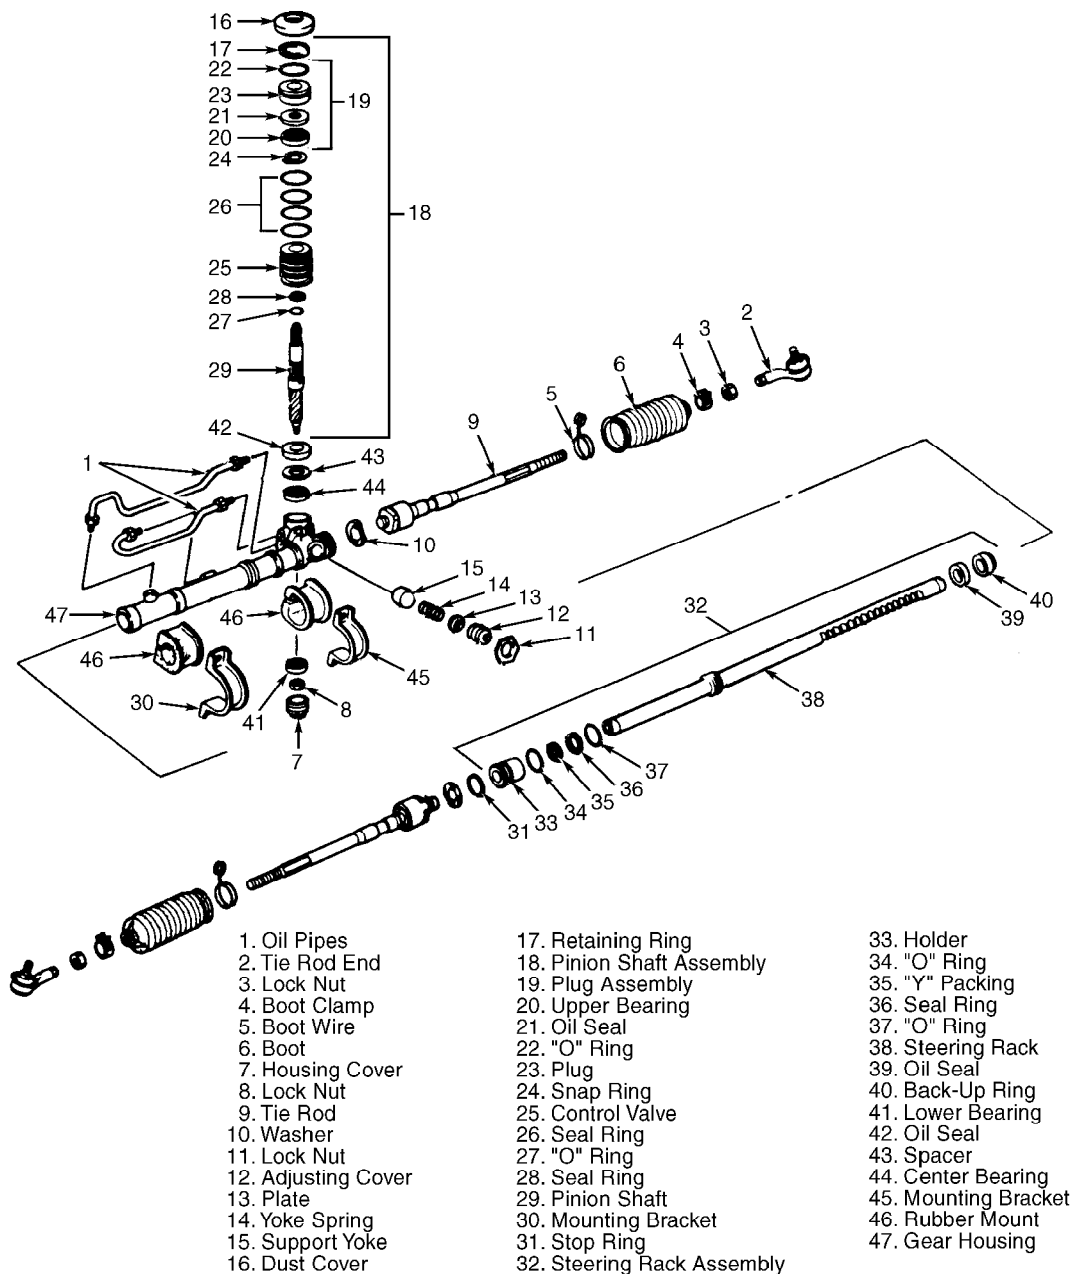 16
17
22
23
19
21
20
24
26
18
25
28
27
29
42
1
43
44
2
3
4
6
5
9
10
15
14
13
12
11
47
46
46
45
30
41
8
7
32
40
39
38
37
36
35
34
33
31
1. Oil Pipes
2. Tie Rod End
3. Lock Nut
4. Boot Clamp
5. Boot Wire
6. Boot
7. Housing Cover
8. Lock Nut
9. Tie Rod
10. Washer
11. Lock Nut
12. Adjusting Cover
13. Plate
14. Yoke Spring
15. Support Yoke
16. Dust Cover
17. Retaining Ring
18. Pinion Shaft Assembly
19. Plug Assembly
20. Upper Bearing
21. Oil Seal
22. "O" Ring
23. Plug
24. Snap Ring
25. Control Valve
26. Seal Ring
27. "O" Ring
28. Seal Ring
29. Pinion Shaft
30. Mounting Bracket
31. Stop Ring
32. Steering Rack Assembly
33. Holder
34. "O" Ring
35. "Y" Packing
36. Seal Ring
37. "O" Ring
38. Steering Rack
39. Oil Seal
40. Back-Up Ring
41. Lower Bearing
42. Oil Seal
43. Spacer
44. Center Bearing
45. Mounting Bracket
46. Rubber Mount
47. Gear Housing